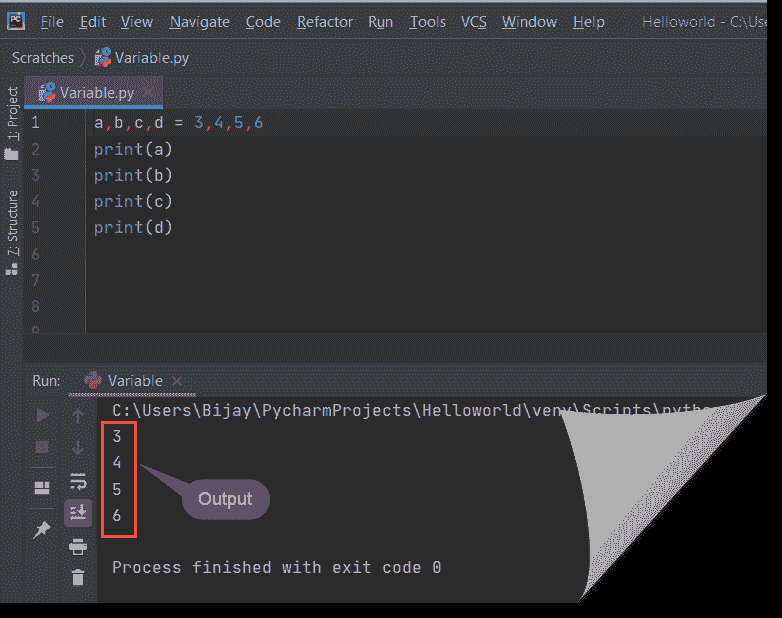 PC File Edit View Navigate Code Refactor Run Tools VCS Window Help Helloworld - C:\Use
Scratches Variable.py
Variable.py
1: Project
Z: Structure
1 a,b,c,d = 3,4,5,6
2 print(a)
3 print(b)
4 print(c)
5 print(d)
6
7
8
9
Run: Variable
C:\Users\Bijay\PycharmProjects\Helloworld\venv\Scripts\pytho
3
4
5
6
Output
Process finished with exit code 0